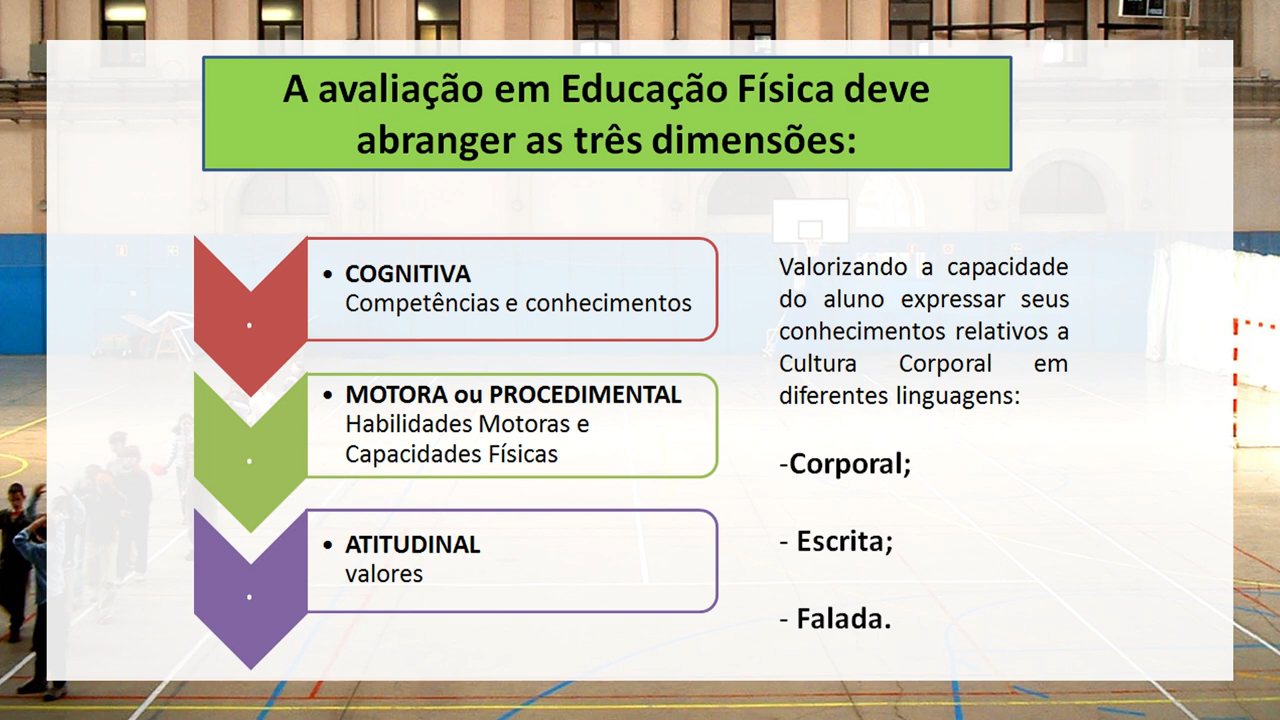 A avaliação em Educação Física deve
abranger as três dimensões:
• COGNITIVA
Competências e conhecimentos
• MOTORA ou PROCEDIMENTAL
Habilidades Motoras e
Capacidades Físicas
• ATITUDINAL
valores
Valorizando a capacidade
do aluno expressar seus
conhecimentos relativos a
Cultura Corporal em
diferentes linguagens:
-Corporal;
- Escrita;
- Falada.